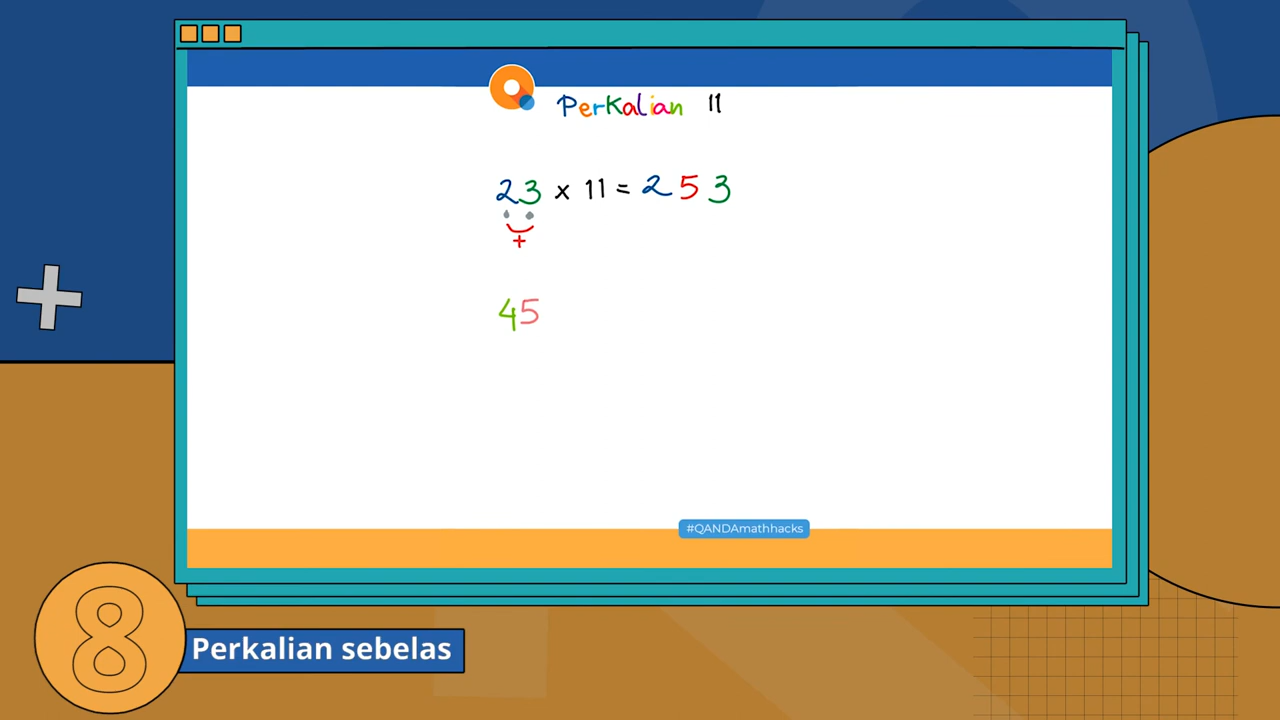 PerKalian 11
23 x 11 = 253
+
45
#QANDAmathhacks
8
Perkalian sebelas